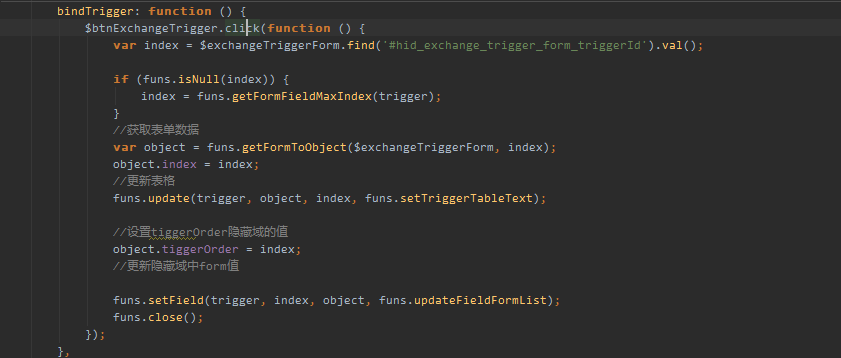 bindTrigger: function () {
$btnExchangeTrigger.click(function () {
var index = $exchangeTriggerForm.find('#hid_exchange_trigger_form_triggerId').val();
if (funs.isNull(index)) {
index = funs.getFormFieldMaxIndex(trigger);
}
//获取表单数据
var object = funs.getFormToObject($exchangeTriggerForm, index);
object.index = index;
//更新表格
funs.update(trigger, object, index, funs.setTriggerTableText);
//设置tiggerOrder隐藏域的值
object.tiggerOrder = index;
//更新隐藏域中form值
funs.setField(trigger, index, object, funs.updateFieldFormList);
funs.close();
});
},